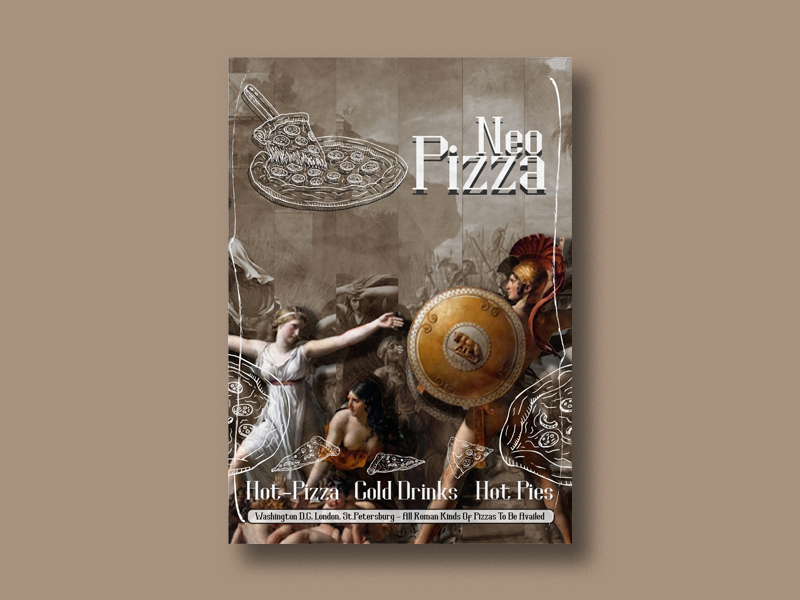 Neo
Pizza
Hot-Pizza Cold Drinks Hot Pies
Washington D.C. London. St.Petersburg - All Roman Kinds Of Pizzas To Be Availed